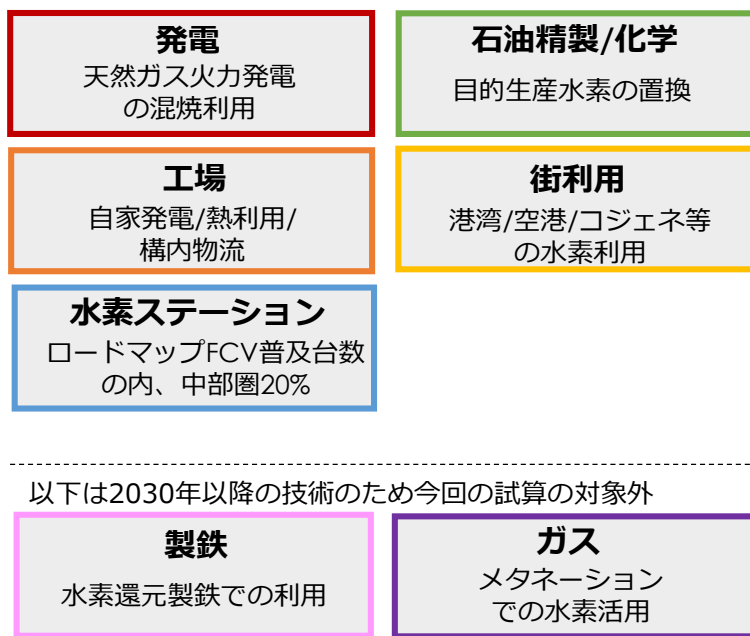 発電
天然ガス火力発電
の混焼利用
石油精製/化学
目的生産水素の置換
工場
自家発電/熱利用/
構内物流
街利用
港湾/空港/コジェネ等
の水素利用
水素ステーション
ロードマップFCV普及台数
の内、中部圏20%
以下は2030年以降の技術のため今回の試算の対象外
製鉄
水素還元製鉄での利用
ガス
メタネーション
での水素活用